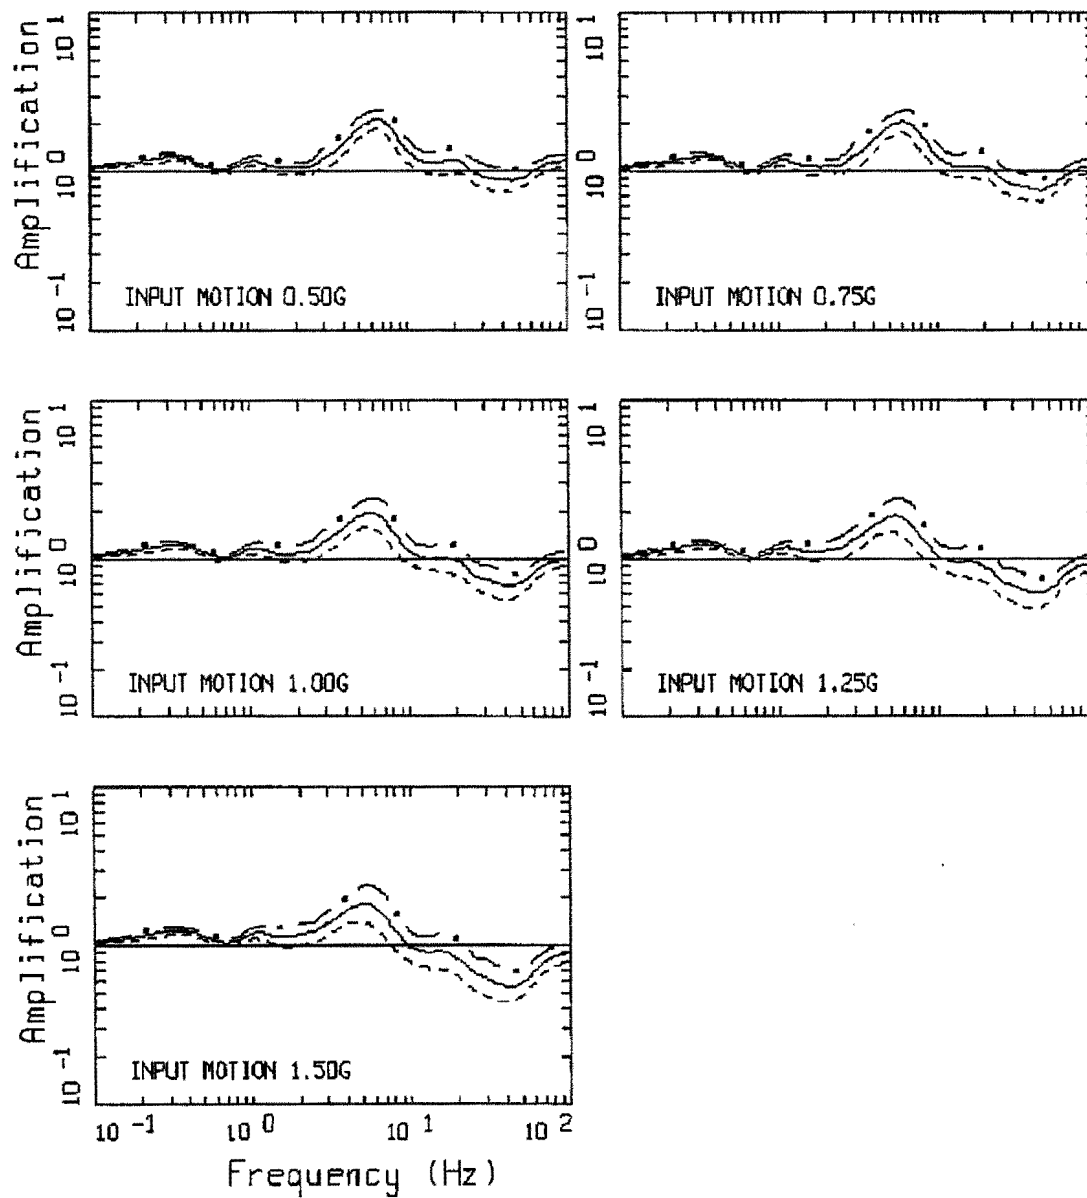 Amplification
10 1
10 0
10 -1
INPUT MOTION 0.50G
10 1
10 0
10 -1
INPUT MOTION 0.75G
Amplification
10 1
10 0
10 -1
INPUT MOTION 1.00G
10 1
10 0
10 -1
INPUT MOTION 1.25G
Amplification
10 1
10 0
10 -1
INPUT MOTION 1.50G
10 -1 10 0 10 1 10 2
Frequency (Hz)